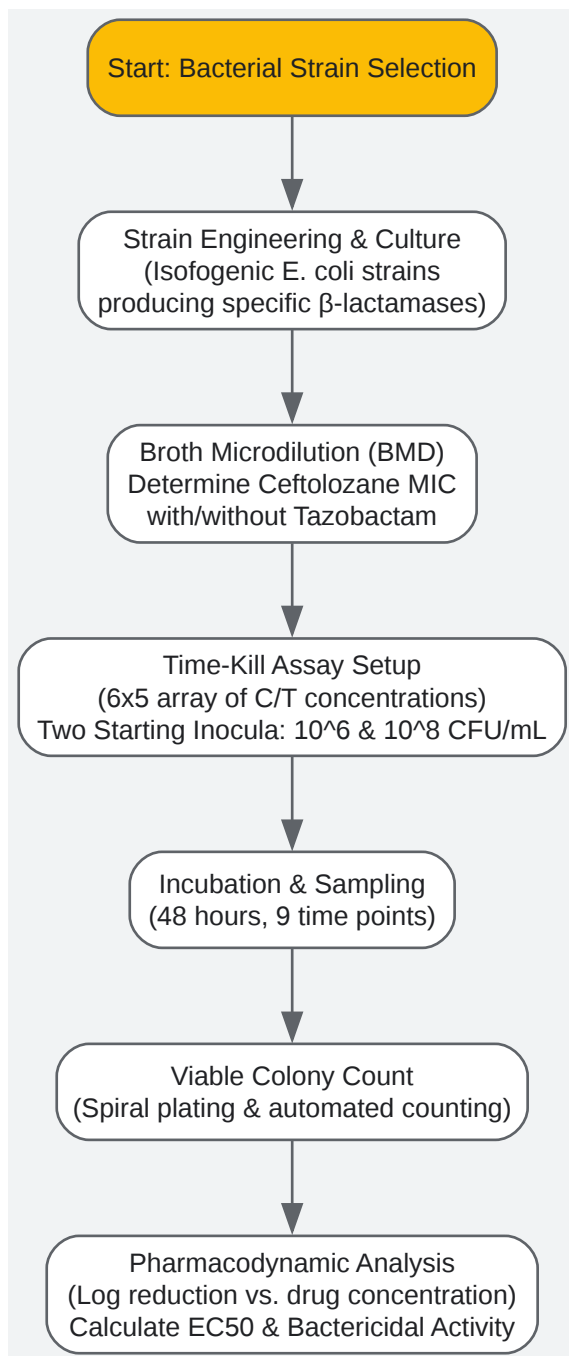 Start: Bacterial Strain Selection
Strain Engineering & Culture
(Isofogenic E. coli strains
producing specific β-lactamases)
Broth Microdilution (BMD)
Determine Ceftolozane MIC
with/without Tazobactam
Time-Kill Assay Setup
(6x5 array of C/T concentrations)
Two Starting Inocula: 10^6 & 10^8 CFU/mL
Incubation & Sampling
(48 hours, 9 time points)
Viable Colony Count
(Spiral plating & automated counting)
Pharmacodynamic Analysis
(Log reduction vs. drug concentration)
Calculate EC50 & Bactericidal Activity